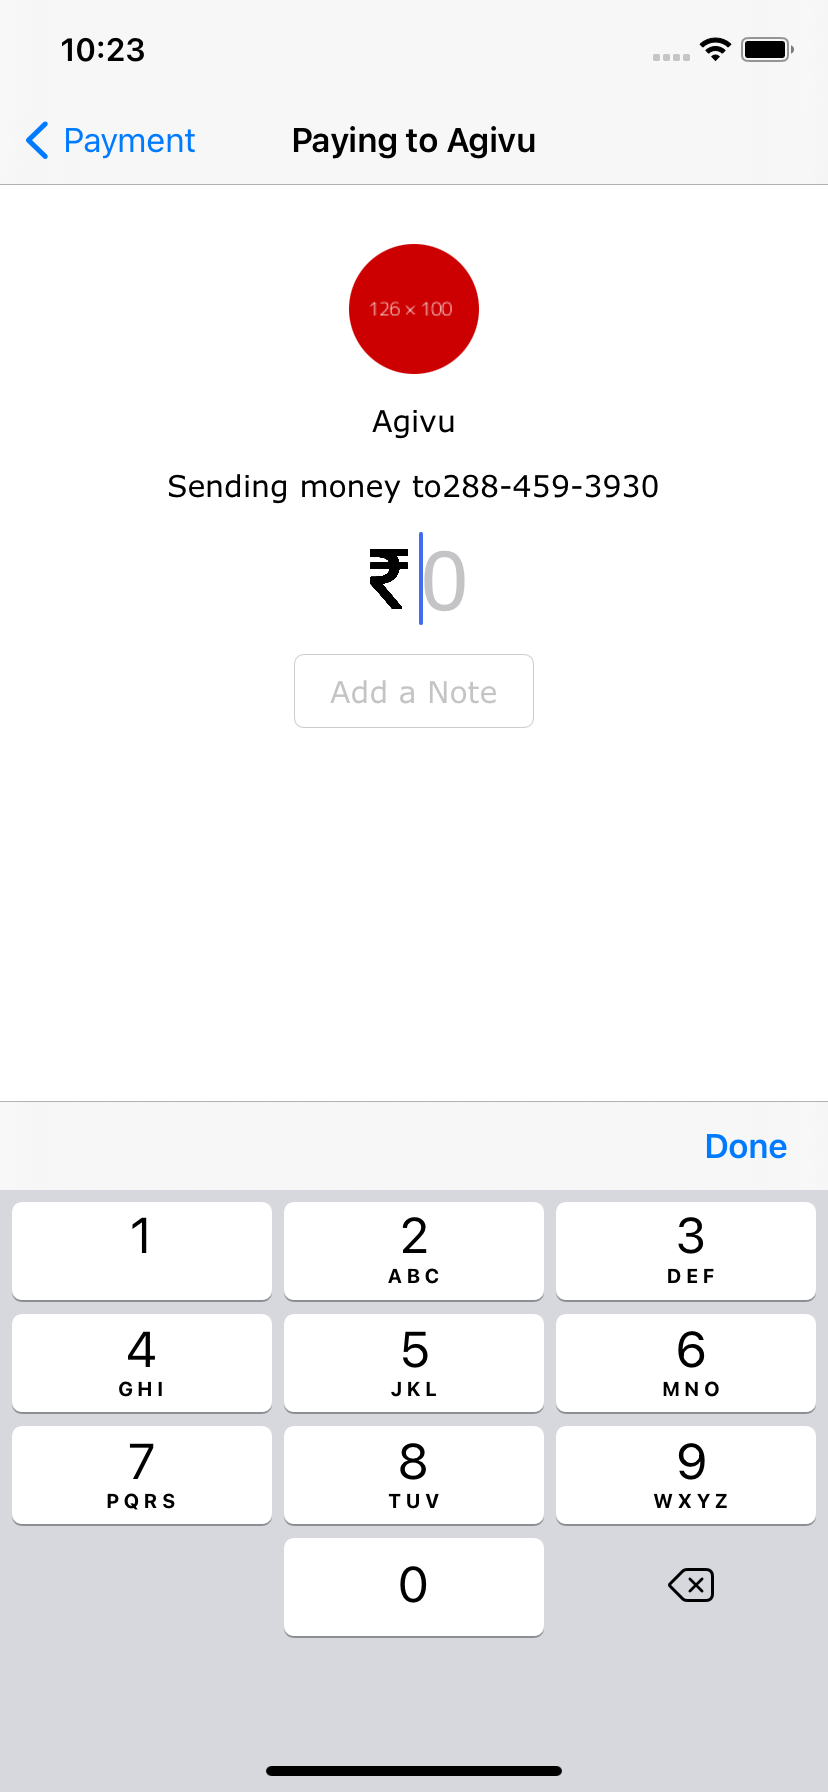 10:23
Payment
Paying to Agivu
126 × 100
Agivu
Sending money to288-459-3930
₹0
Add a Note
Done
1
2
ABC
3
DEF
4
GHI
5
JKL
6
MNO
7
PQRS
8
TUV
9
WXYZ
0